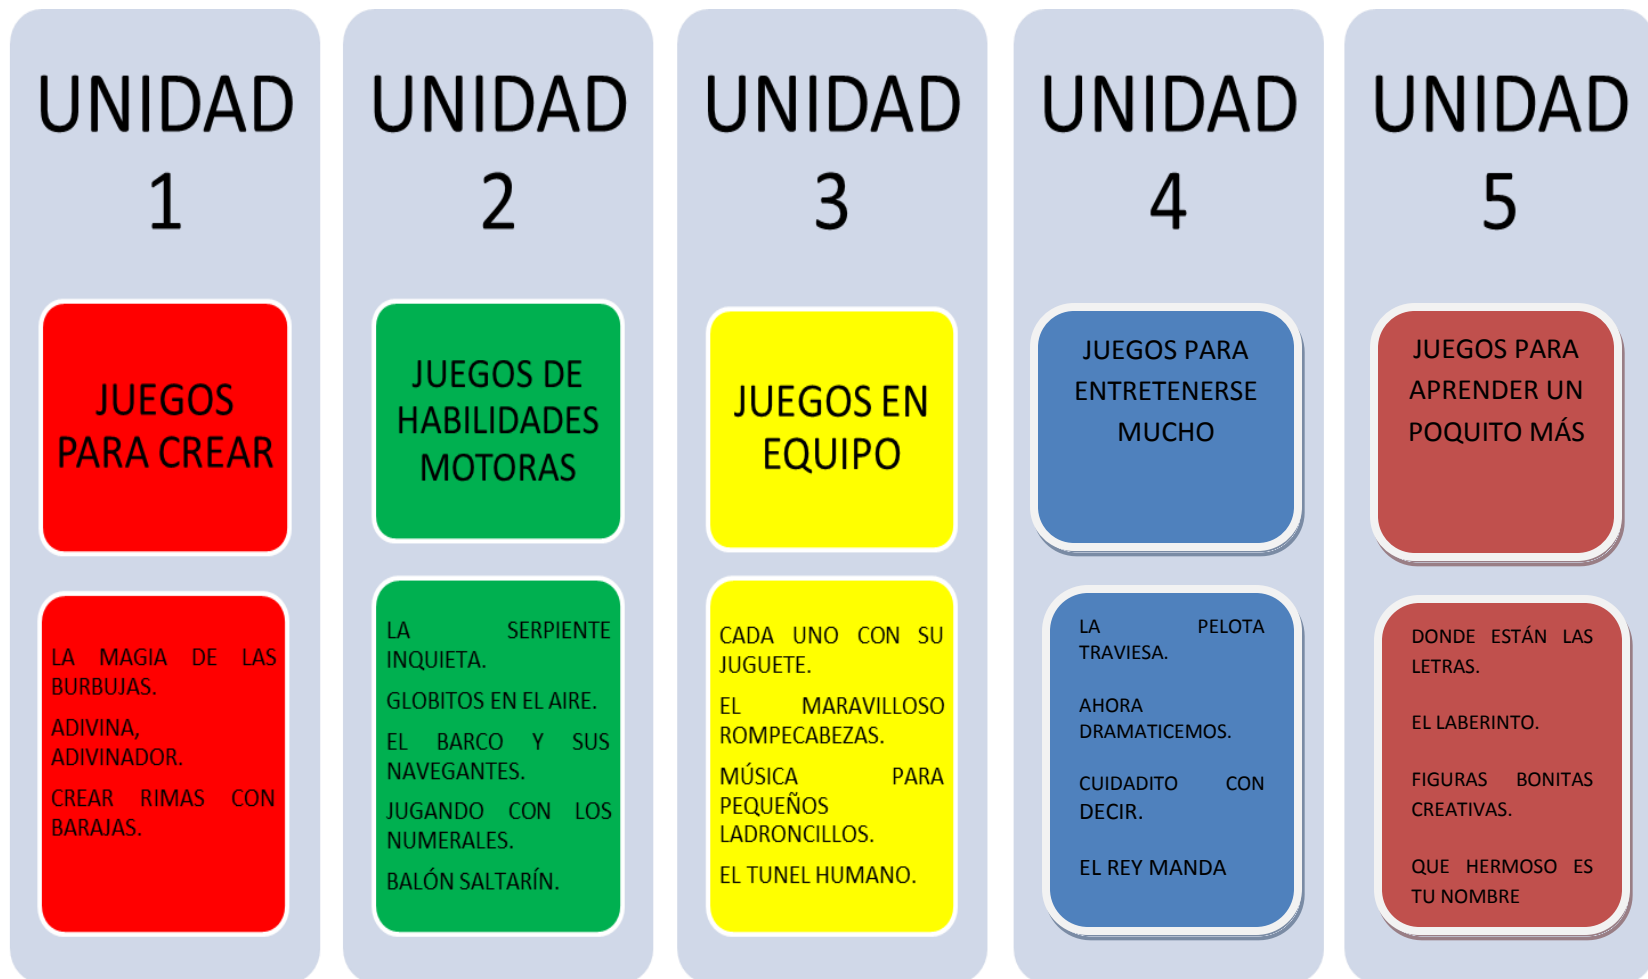 UNIDAD
1
JUEGOS
PARA CREAR
LA MAGIA DE LAS
BURBUJAS.
ADIVINA,
ADIVINADOR.
CREAR RIMAS CON
BARAJAS.
UNIDAD
2
JUEGOS DE
HABILIDADES
MOTORAS
LA SERPIENTE
INQUIETA.
GLOBITOS EN EL AIRE.
EL BARCO Y SUS
NAVEGANTES.
JUGANDO CON LOS
NUMERALES.
BALÓN SALTARÍN.
UNIDAD
3
JUEGOS EN
EQUIPO
CADA UNO CON SU
JUGUETE.
EL MARAVILLOSO
ROMPECABEZAS.
MÚSICA PARA
PEQUEÑOS
LADRONCILLOS.
EL TUNEL HUMANO.
UNIDAD
4
JUEGOS PARA
ENTRETENERSE
MUCHO
LA PELOTA
TRAVIESA.
AHORA
DRAMATICEMOS.
CUIDADITO CON
DECIR.
EL REY MANDA
UNIDAD
5
JUEGOS PARA
APRENDER UN
POQUITO MÁS
DONDE ESTÁN LAS
LETRAS.
EL LABERINTO.
FIGURAS BONITAS
CREATIVAS.
QUE HERMOSO ES
TU NOMBRE